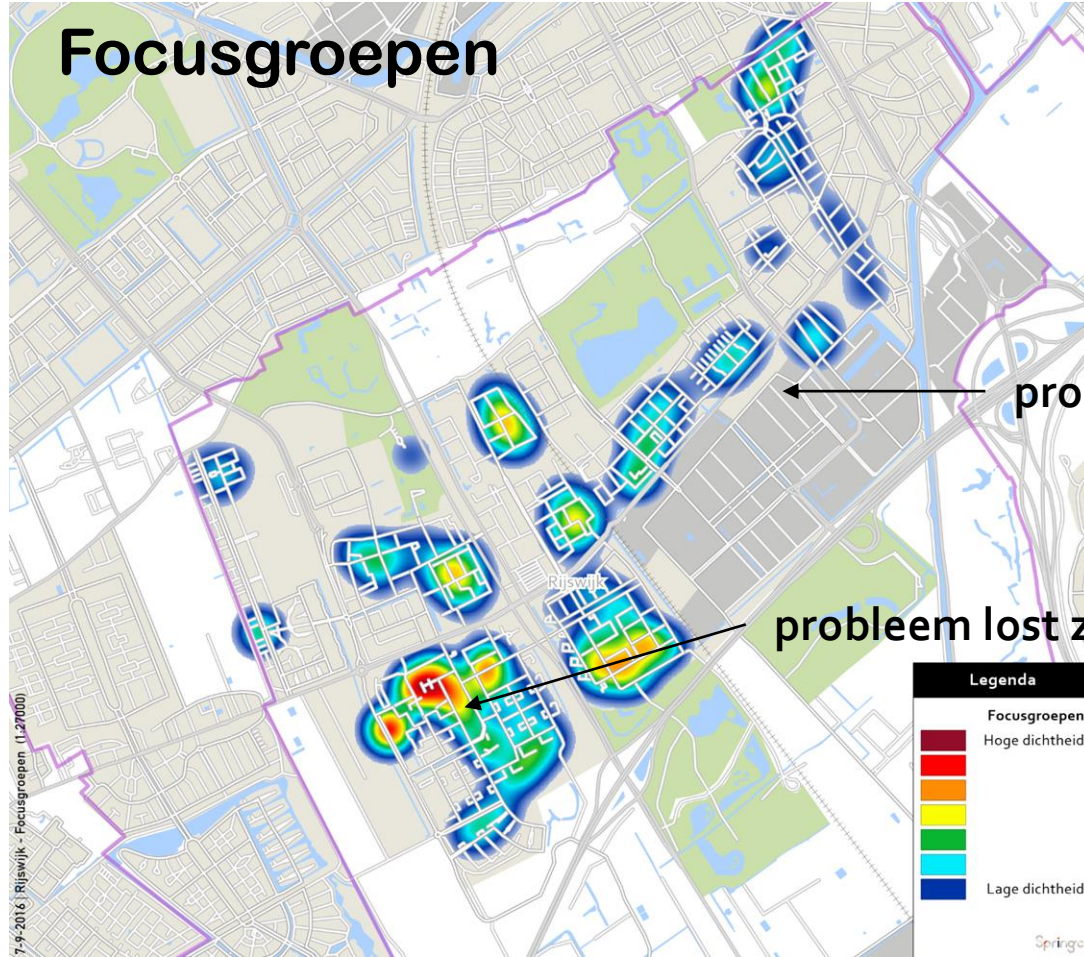 Focusgroepen
pro
Rijswijk
probleem lost z
Legenda
Focusgroepen
Hoge dichtheid
Lage dichtheid
7-9-2016 | Rijswijk - Focusgroepen (1:27000)